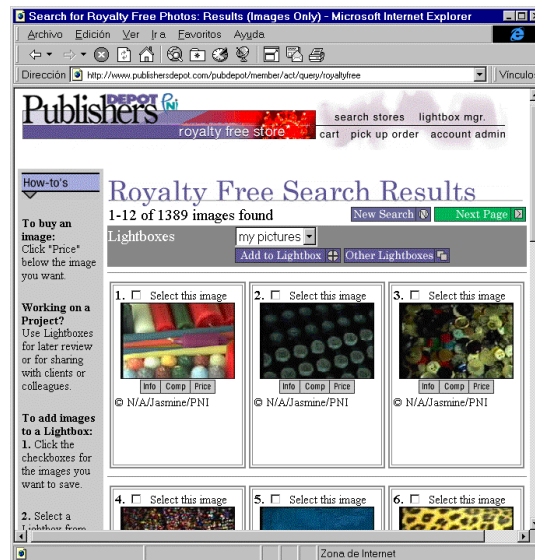 Search for Royalty Free Photos: Results (Images Only) - Microsoft Internet Explorer
Archivo Edición Ver Ir a Favoritos Ayuda
Dirección http://www.publishersdepot.com/pubdepot/member/act/query/royaltyfree Vínculos
Publishers DEPOT PNI
royalty free store
search stores lightbox mgr.
cart pick up order account admin
How-to's
To buy an
image:
Click "Price"
below the image
you want.
Working on a
Project?
Use Lightboxes
for later review
or for sharing
with clients or
colleagues.
To add images
to a Lightbox:
1. Click the
checkboxes for
the images you
want to save.
2. Select a
Lightbox from
Royalty Free Search Results
1-12 of 1389 images found
New Search Next Page
Lightboxes my pictures
Add to Lightbox Other Lightboxes
1. Select this image 2. Select this image 3. Select this image
Info Comp Price Info Comp Price Info Comp Price
© N/A/Jasmine/PNI © N/A/Jasmine/PNI © N/A/Jasmine/PNI
4. Select this image 5. Select this image 6. Select this image
Zona de Internet